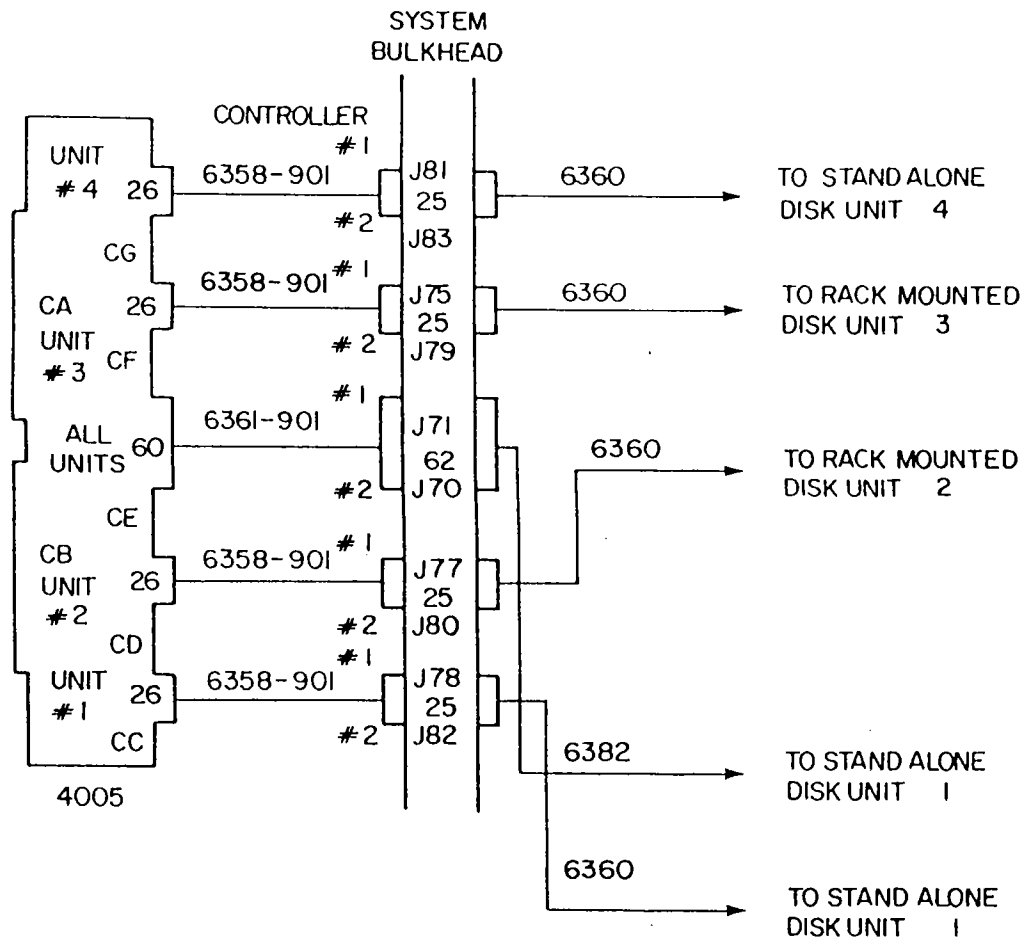 SYSTEM
BULKHEAD
CONTROLLER
#1
UNIT
#4
26
6358-901
J81
25
6360
TO STAND ALONE
DISK UNIT 4
#2
J83
CG
#1
6358-901
CA
26
J75
25
6360
TO RACK MOUNTED
DISK UNIT 3
UNIT
#3
CF
#2
J79
#1
6361-901
ALL
UNITS
60
J71
62
#2
J70
6360
TO RACK MOUNTED
DISK UNIT 2
CE
#1
CB
UNIT
#2
26
6358-901
J77
25
#2
J80
CD
#1
UNIT
#1
26
6358-901
J78
25
#2
J82
CC
4005
6382
TO STAND ALONE
DISK UNIT 1
6360
TO STAND ALONE
DISK UNIT 1